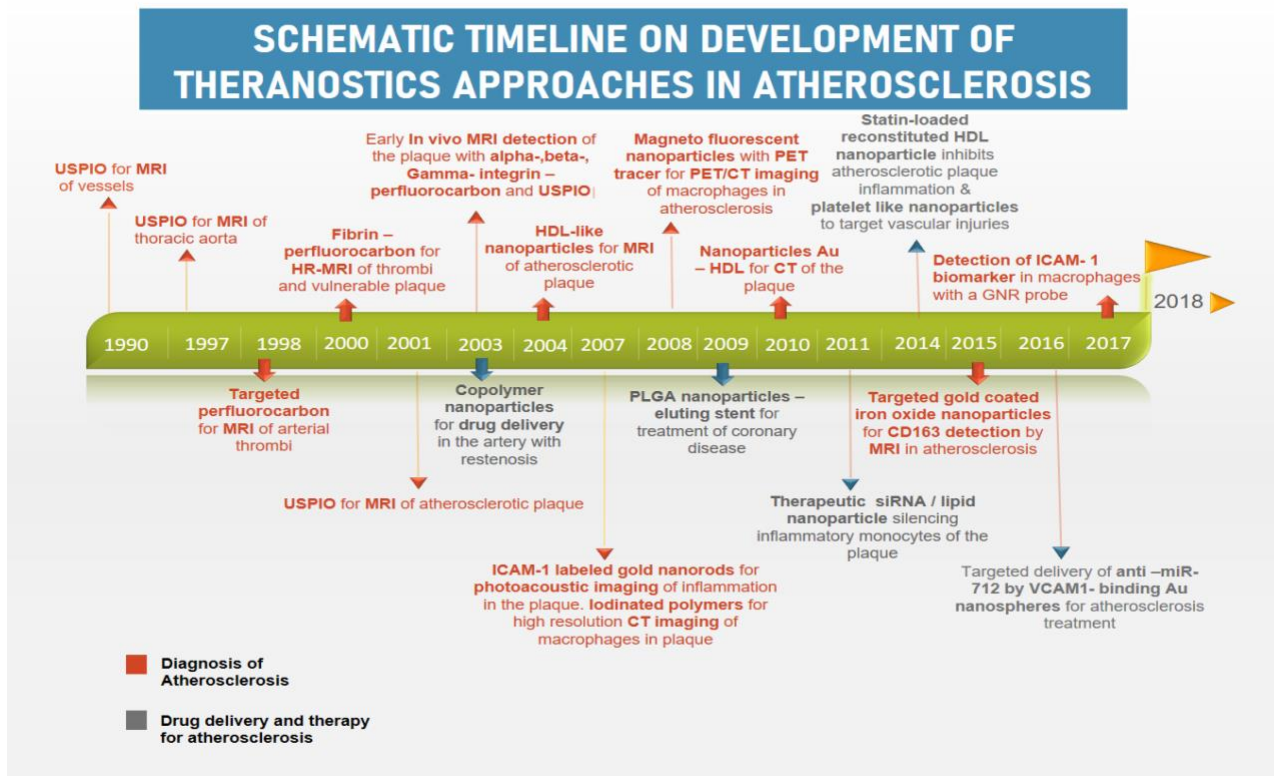 SCHEMATIC TIMELINE ON DEVELOPMENT OF
THERANOSTICS APPROACHES IN ATHEROSCLEROSIS
USPIO for MRI
of vessels
USPIO for MRI of
thoracic aorta
Fibrin –
perfluorocarbon for
HR-MRI of thrombi
and vulnerable plaque
Early In vivo MRI detection of
the plaque with alpha-,beta-,
Gamma- integrin –
perfluorocarbon and USPIO
HDL-like
nanoparticles for MRI
of atherosclerotic
plaque
Magneto fluorescent
nanoparticles with PET
tracer for PET/CT imaging
of macrophages in
atherosclerosis
Nanoparticles Au
– HDL for CT of the
plaque
Statin-loaded
reconstituted HDL
nanoparticle inhibits
atherosclerotic plaque
inflammation &
platelet like nanoparticles
to target vascular injuries
Detection of ICAM- 1
biomarker in macrophages
with a GNR probe
2018
1990 1997 1998 2000 2001 2003 2004 2007 2008 2009 2010 2011 2014 2015 2016 2017
Targeted
perfluorocarbon
for MRI of arterial
thrombi
USPIO for MRI of atherosclerotic plaque
Copolymer
nanoparticles
for drug delivery
in the artery with
restenosis
ICAM-1 labeled gold nanorods for
photoacoustic imaging of inflammation
in the plaque. Iodinated polymers for
high resolution CT imaging of
macrophages in plaque
PLGA nanoparticles –
eluting stent for
treatment of coronary
disease
Therapeutic siRNA / lipid
nanoparticle silencing
inflammatory monocytes of the
plaque
Targeted gold coated
iron oxide nanoparticles
for CD163 detection by
MRI in atherosclerosis
Targeted delivery of anti –miR-
712 by VCAM1- binding Au
nanospheres for atherosclerosis
treatment
Diagnosis of
Atherosclerosis
Drug delivery and therapy
for atherosclerosis